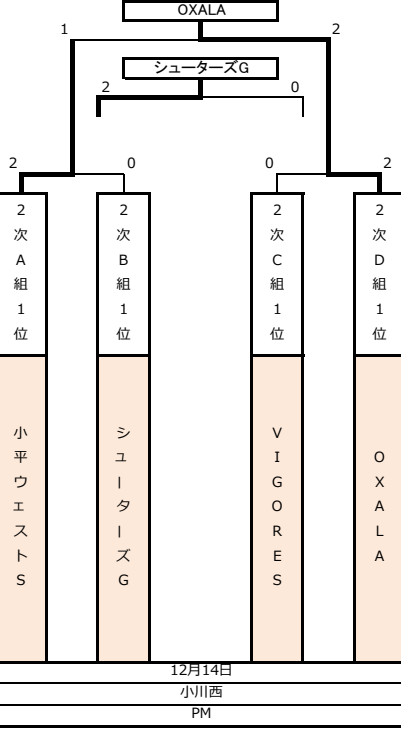 OXALA
1 2
シューターズG
2 0
2 0 0 2
2次A組1位
2次B組1位
2次C組1位
2次D組1位
小平ウェストS
シューターズG
VIGORES
OXALA
12月14日
小川西
PM